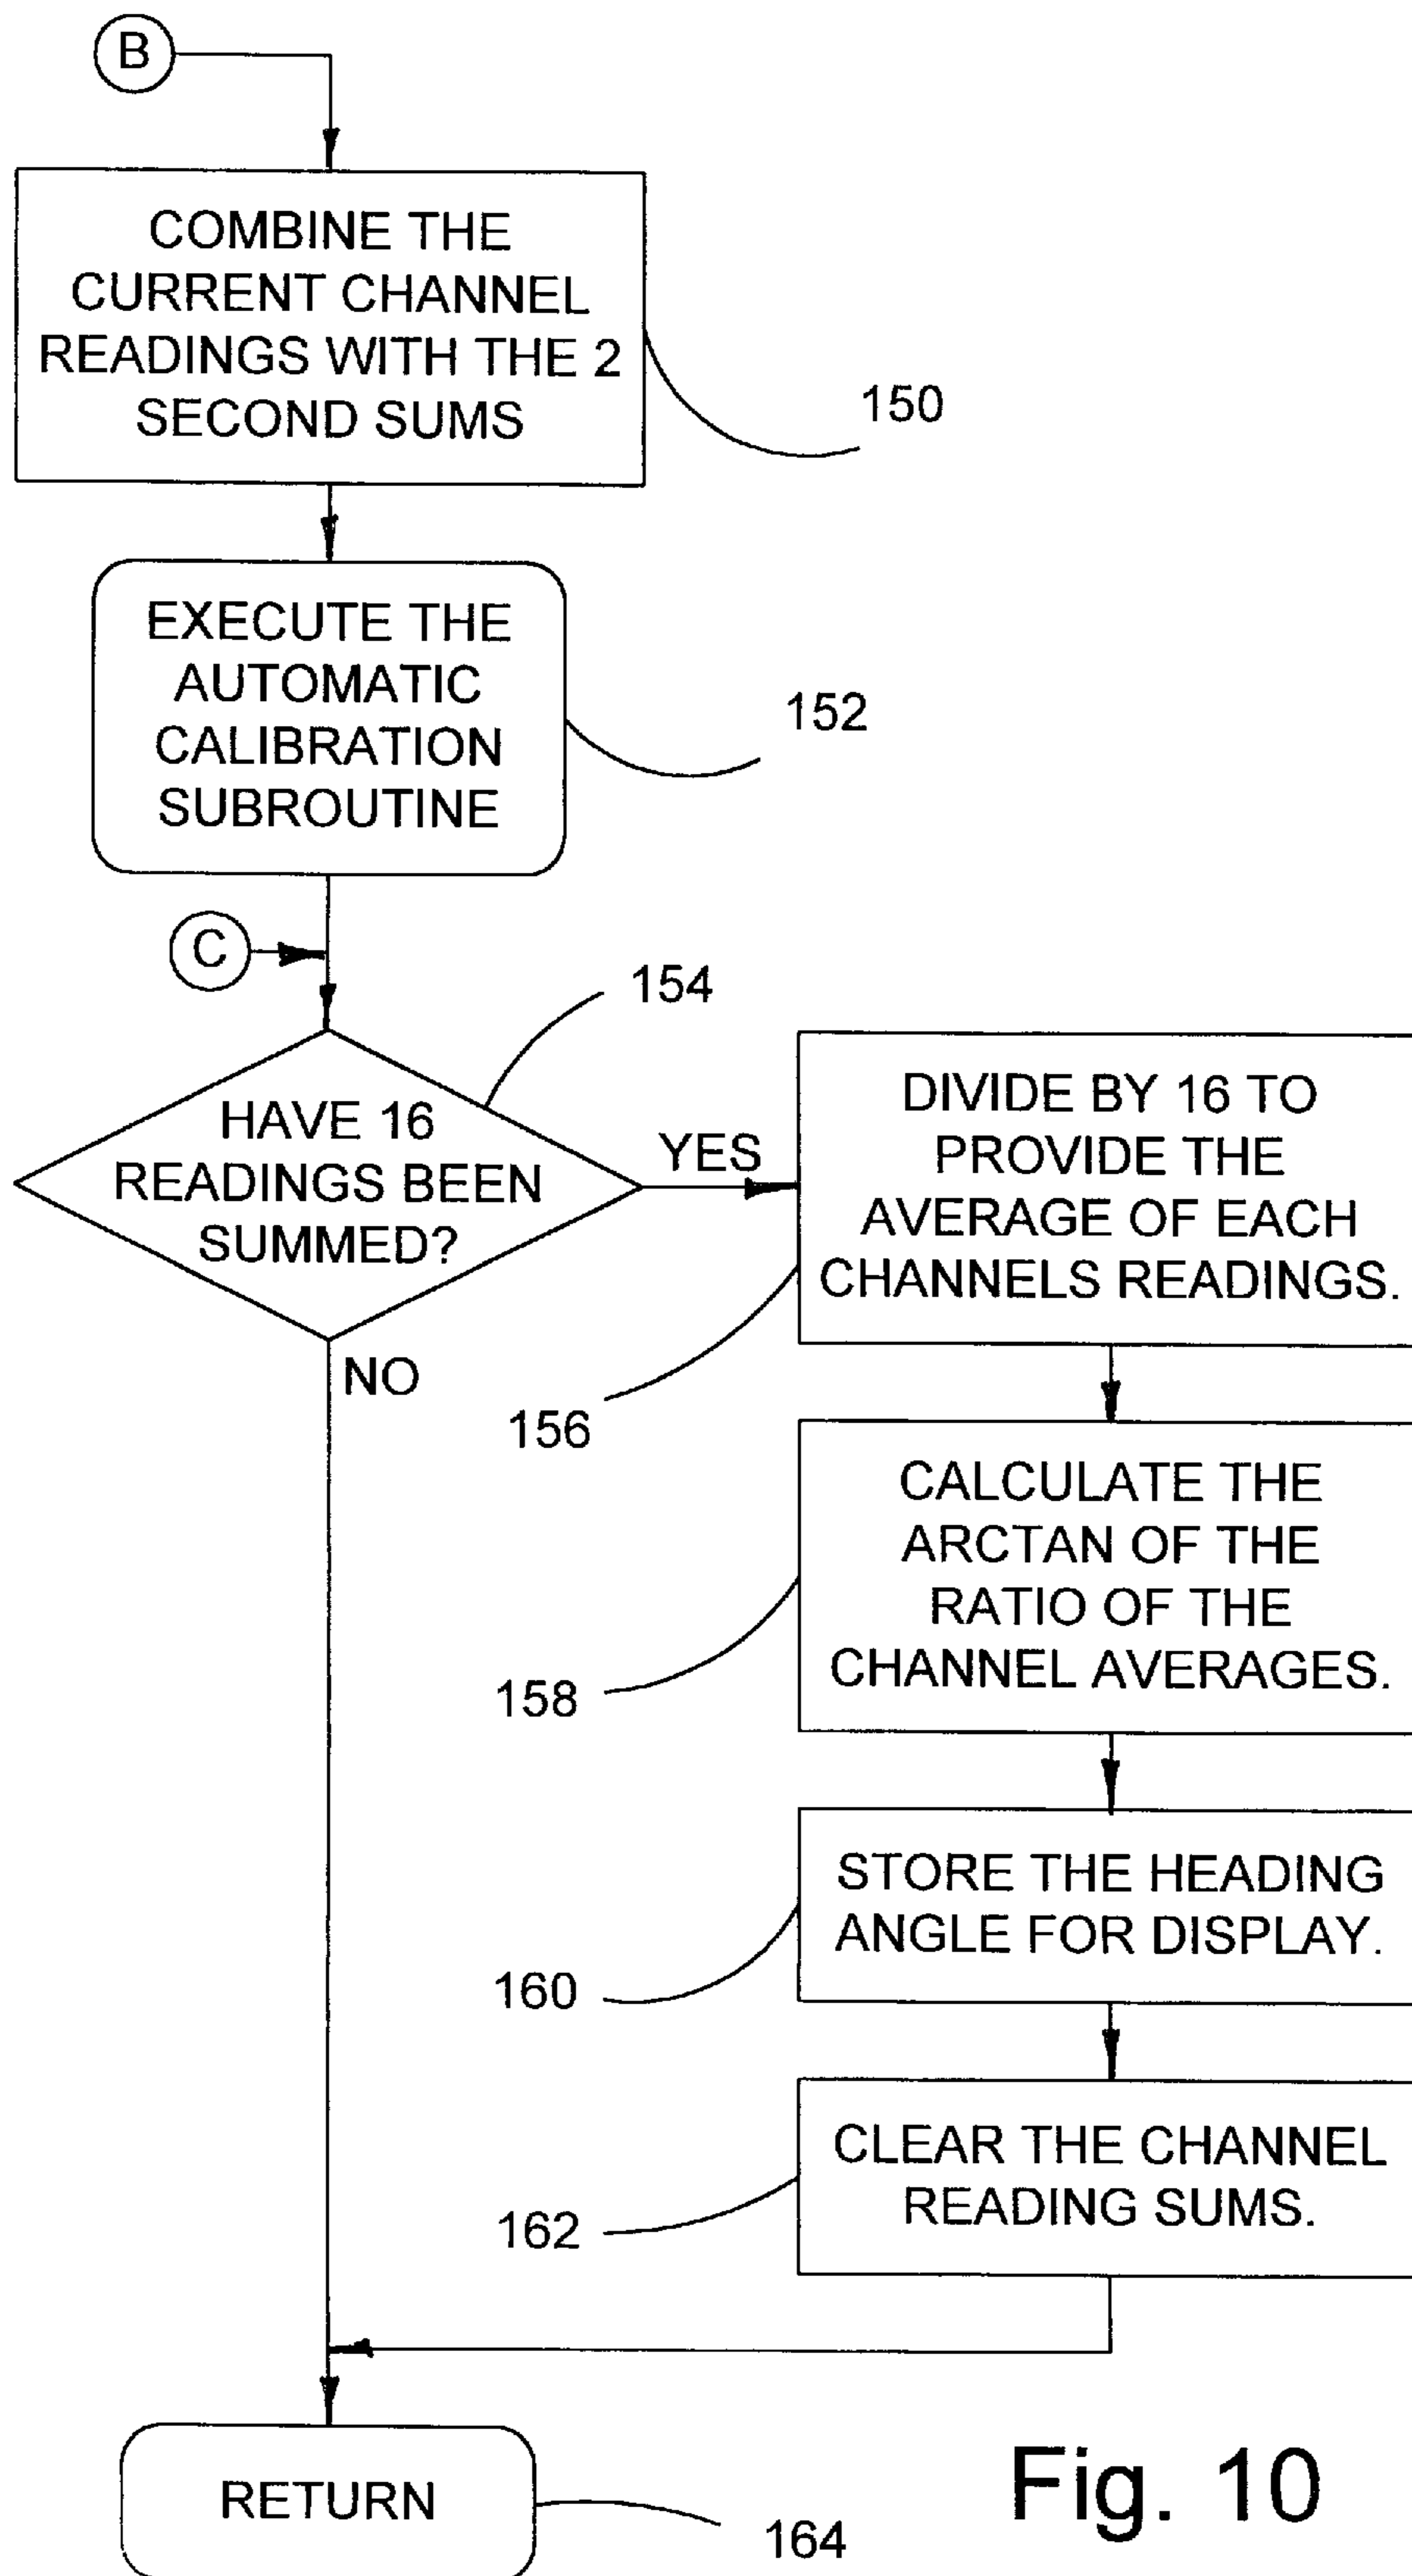 B
COMBINE THE
CURRENT CHANNEL
READINGS WITH THE 2
SECOND SUMS
150
EXECUTE THE
AUTOMATIC
CALIBRATION
SUBROUTINE
152
C
154
HAVE 16
READINGS BEEN
SUMMED?
YES
NO
DIVIDE BY 16 TO
PROVIDE THE
AVERAGE OF EACH
CHANNELS READINGS.
156
CALCULATE THE
ARCTAN OF THE
RATIO OF THE
CHANNEL AVERAGES.
158
STORE THE HEADING
ANGLE FOR DISPLAY.
160
CLEAR THE CHANNEL
READING SUMS.
162
RETURN
164
Fig. 10